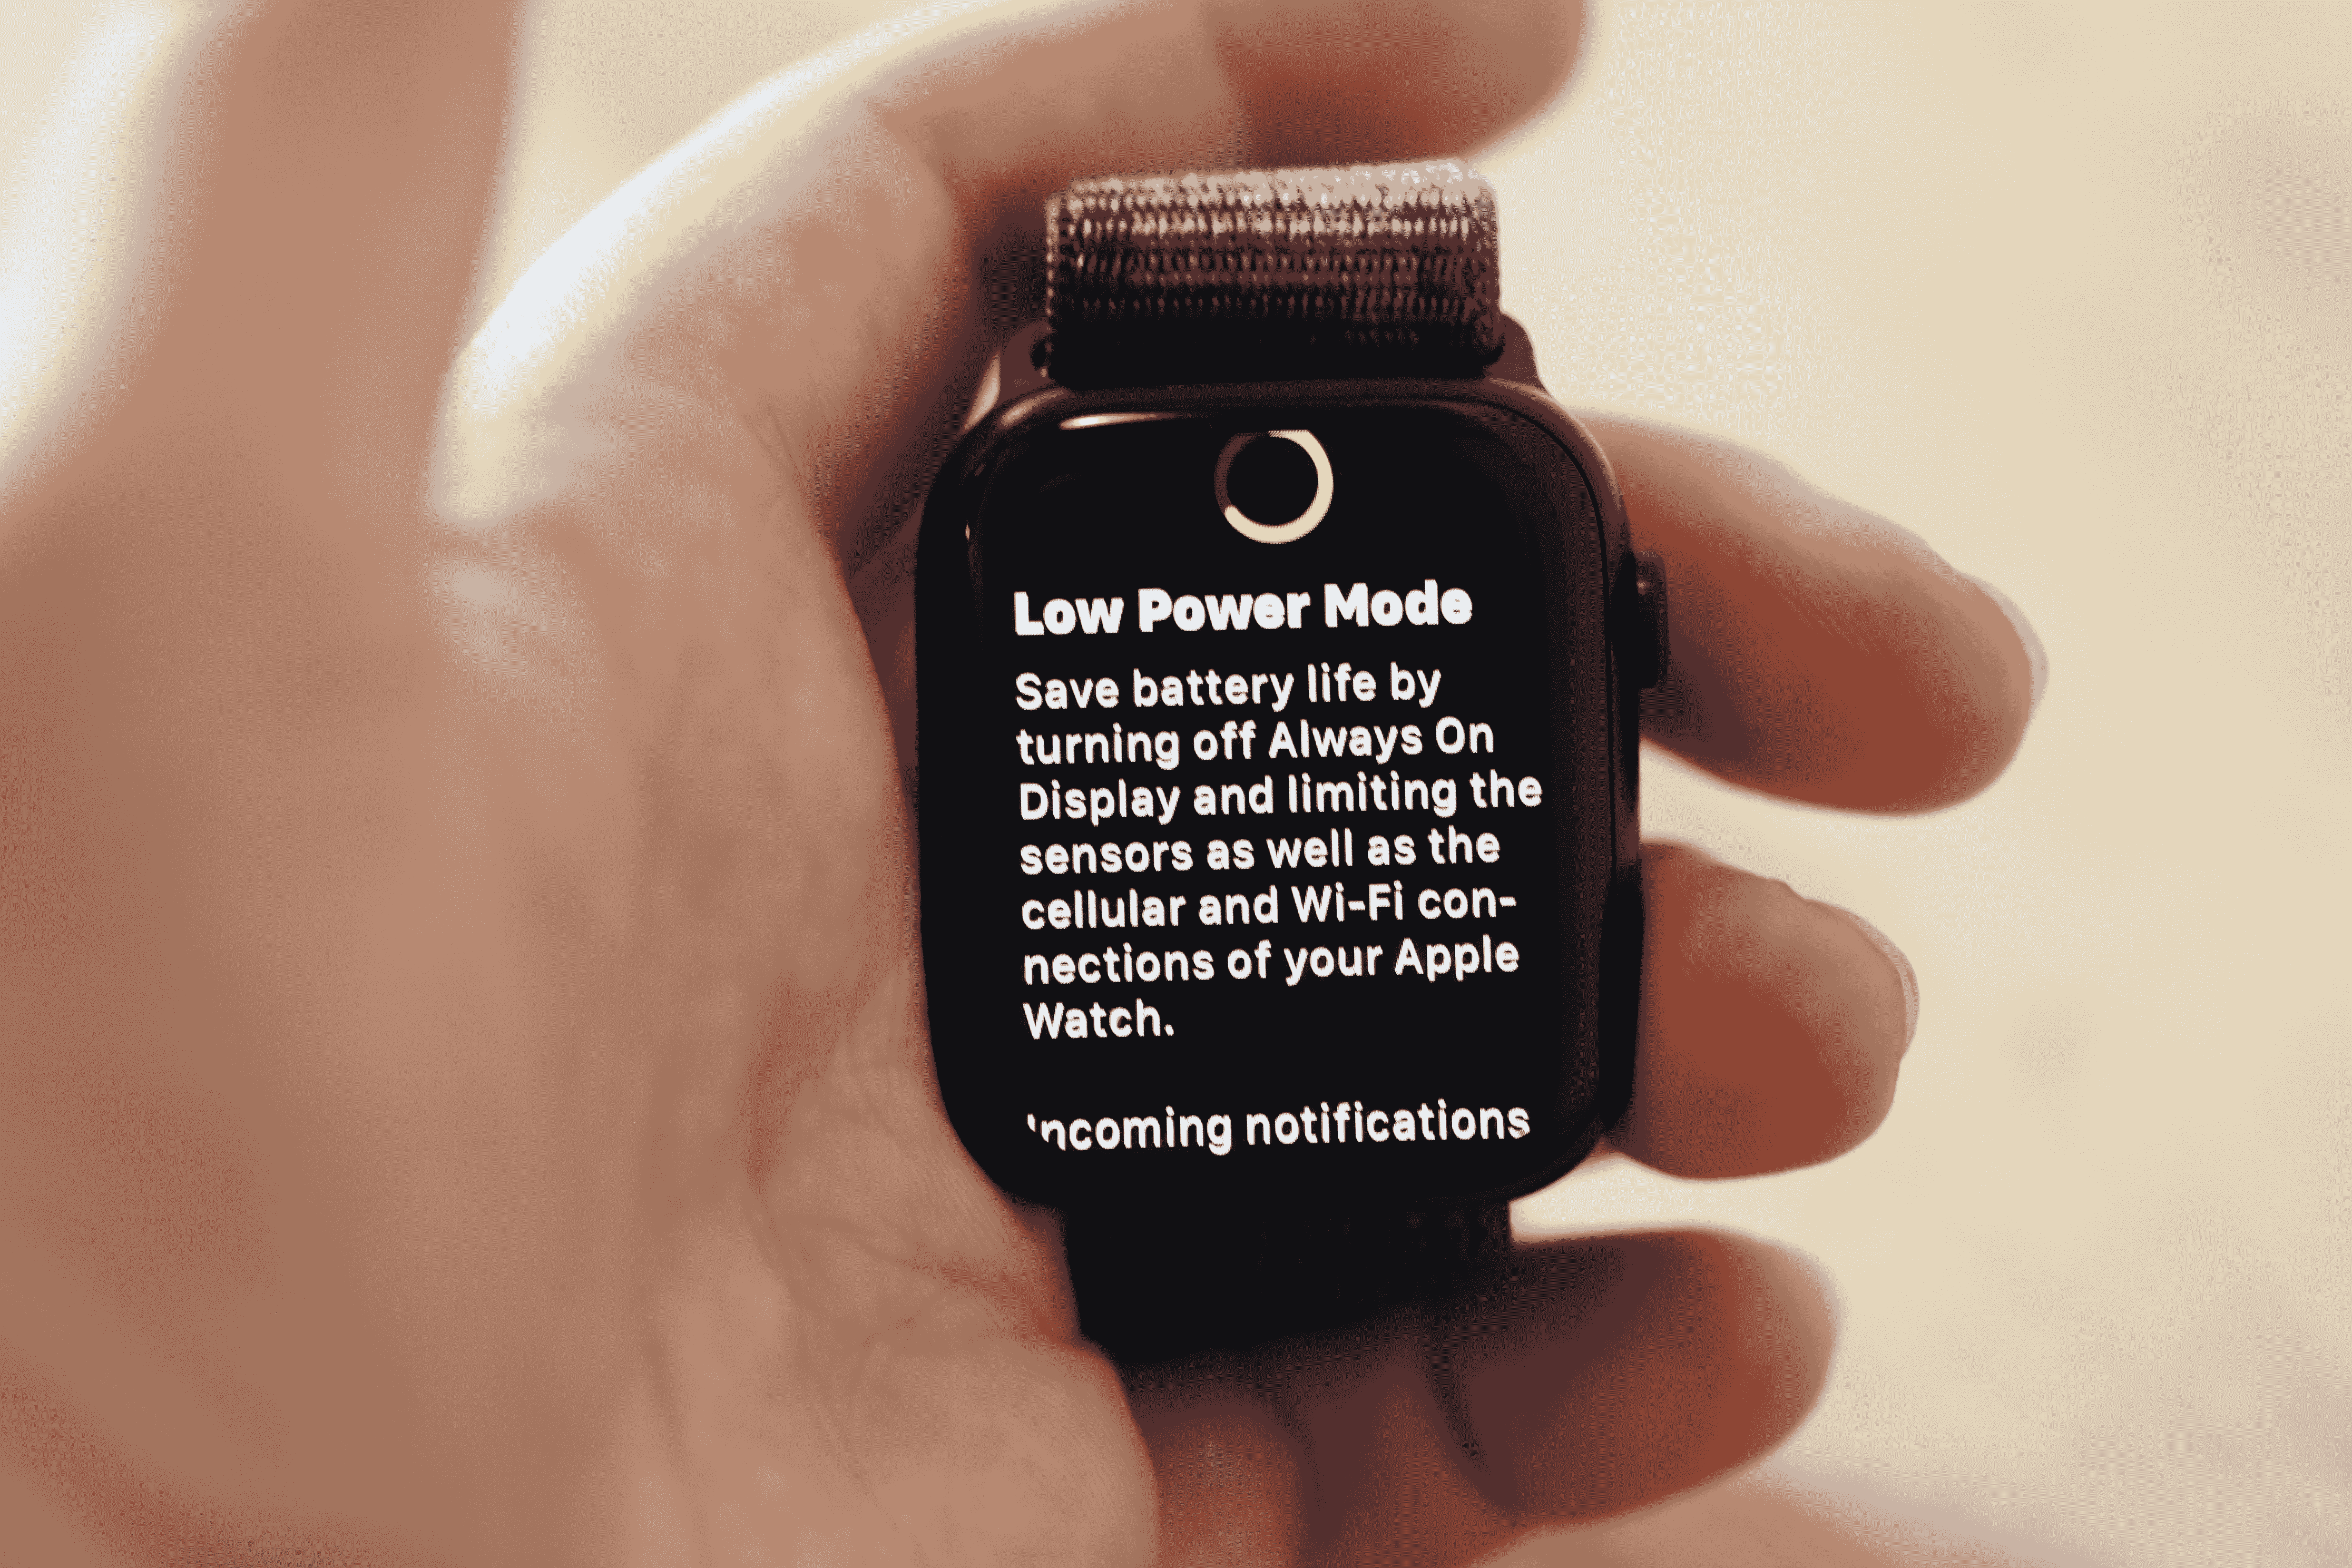 Low Power Mode
Save battery life by
turning off Always On
Display and limiting the
sensors as well as the
cellular and Wi-Fi con-
nections of your Apple
Watch.
Incoming notifications